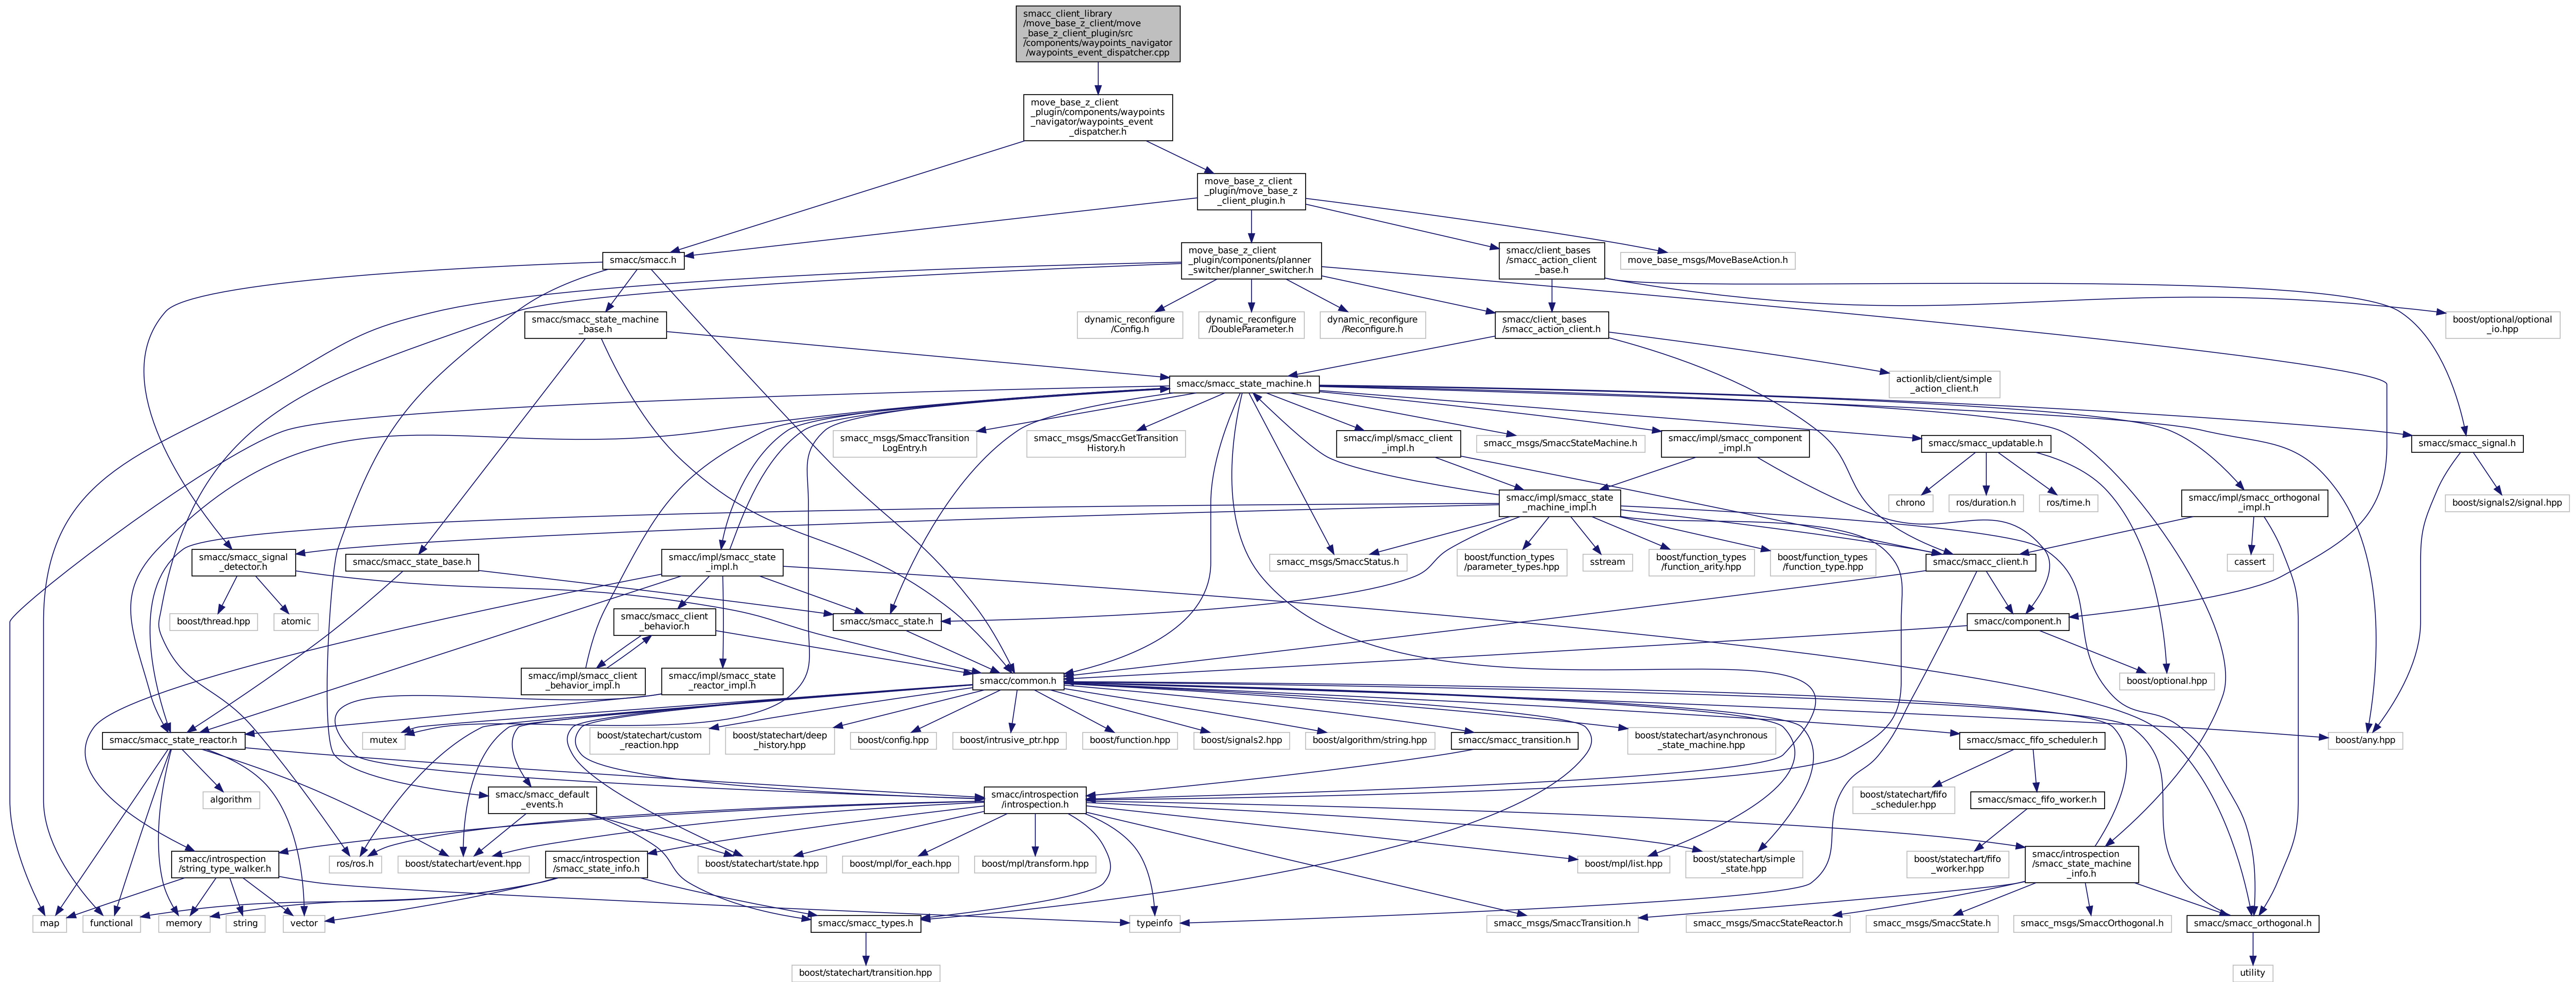 smacc_client_library
/move_base_z_client/move
_base_z_client_plugin/src
/components/waypoints_navigator
/waypoints_event_dispatcher.cpp
move_base_z_client
_plugin/components/waypoints
_navigator/waypoints_event
_dispatcher.h
move_base_z_client
_plugin/move_base_z
_client_plugin.h
smacc/smacc.h
move_base_z_client
_plugin/components/planner
_switcher/planner_switcher.h
smacc/client_bases
/smacc_action_client
_base.h
move_base_msgs/MoveBaseAction.h
smacc/smacc_state_machine
_base.h
dynamic_reconfigure
/Config.h
dynamic_reconfigure
/DoubleParameter.h
dynamic_reconfigure
/Reconfigure.h
smacc/client_bases
/smacc_action_client.h
boost/optional/optional
_io.hpp
smacc/smacc_state_machine.h
actionlib/client/simple
_action_client.h
smacc_msgs/SmaccTransition
LogEntry.h
smacc_msgs/SmaccGetTransition
History.h
smacc/impl/smacc_client
_impl.h
smacc_msgs/SmaccStateMachine.h
smacc/impl/smacc_component
_impl.h
smacc/smacc_updatable.h
smacc/smacc_signal.h
smacc/impl/smacc_state
_machine_impl.h
chrono
ros/duration.h
ros/time.h
smacc/impl/smacc_orthogonal
_impl.h
boost/signals2/signal.hpp
smacc/smacc_signal
_detector.h
smacc/smacc_state_base.h
smacc/impl/smacc_state
_impl.h
smacc_msgs/SmaccStatus.h
boost/function_types
/parameter_types.hpp
sstream
boost/function_types
/function_arity.hpp
boost/function_types
/function_type.hpp
smacc/smacc_client.h
cassert
boost/thread.hpp
atomic
smacc/smacc_client
_behavior.h
smacc/smacc_state.h
smacc/component.h
smacc/impl/smacc_client
_behavior_impl.h
smacc/impl/smacc_state
_reactor_impl.h
smacc/common.h
boost/optional.hpp
smacc/smacc_state_reactor.h
mutex
boost/statechart/custom
_reaction.hpp
boost/statechart/deep
_history.hpp
boost/config.hpp
boost/intrusive_ptr.hpp
boost/function.hpp
boost/signals2.hpp
boost/algorithm/string.hpp
smacc/smacc_transition.h
boost/statechart/asynchronous
_state_machine.hpp
smacc/smacc_fifo_scheduler.h
boost/any.hpp
algorithm
smacc/smacc_default
_events.h
smacc/introspection
/introspection.h
boost/statechart/fifo
_scheduler.hpp
smacc/smacc_fifo_worker.h
smacc/introspection
/string_type_walker.h
ros/ros.h
boost/statechart/event.hpp
smacc/introspection
/smacc_state_info.h
boost/statechart/state.hpp
boost/mpl/for_each.hpp
boost/mpl/transform.hpp
boost/mpl/list.hpp
boost/statechart/simple
_state.hpp
boost/statechart/fifo
_worker.hpp
smacc/introspection
/smacc_state_machine
_info.h
map
functional
memory
string
vector
smacc/smacc_types.h
typeinfo
smacc_msgs/SmaccTransition.h
smacc_msgs/SmaccStateReactor.h
smacc_msgs/SmaccState.h
smacc_msgs/SmaccOrthogonal.h
smacc/smacc_orthogonal.h
boost/statechart/transition.hpp
utility